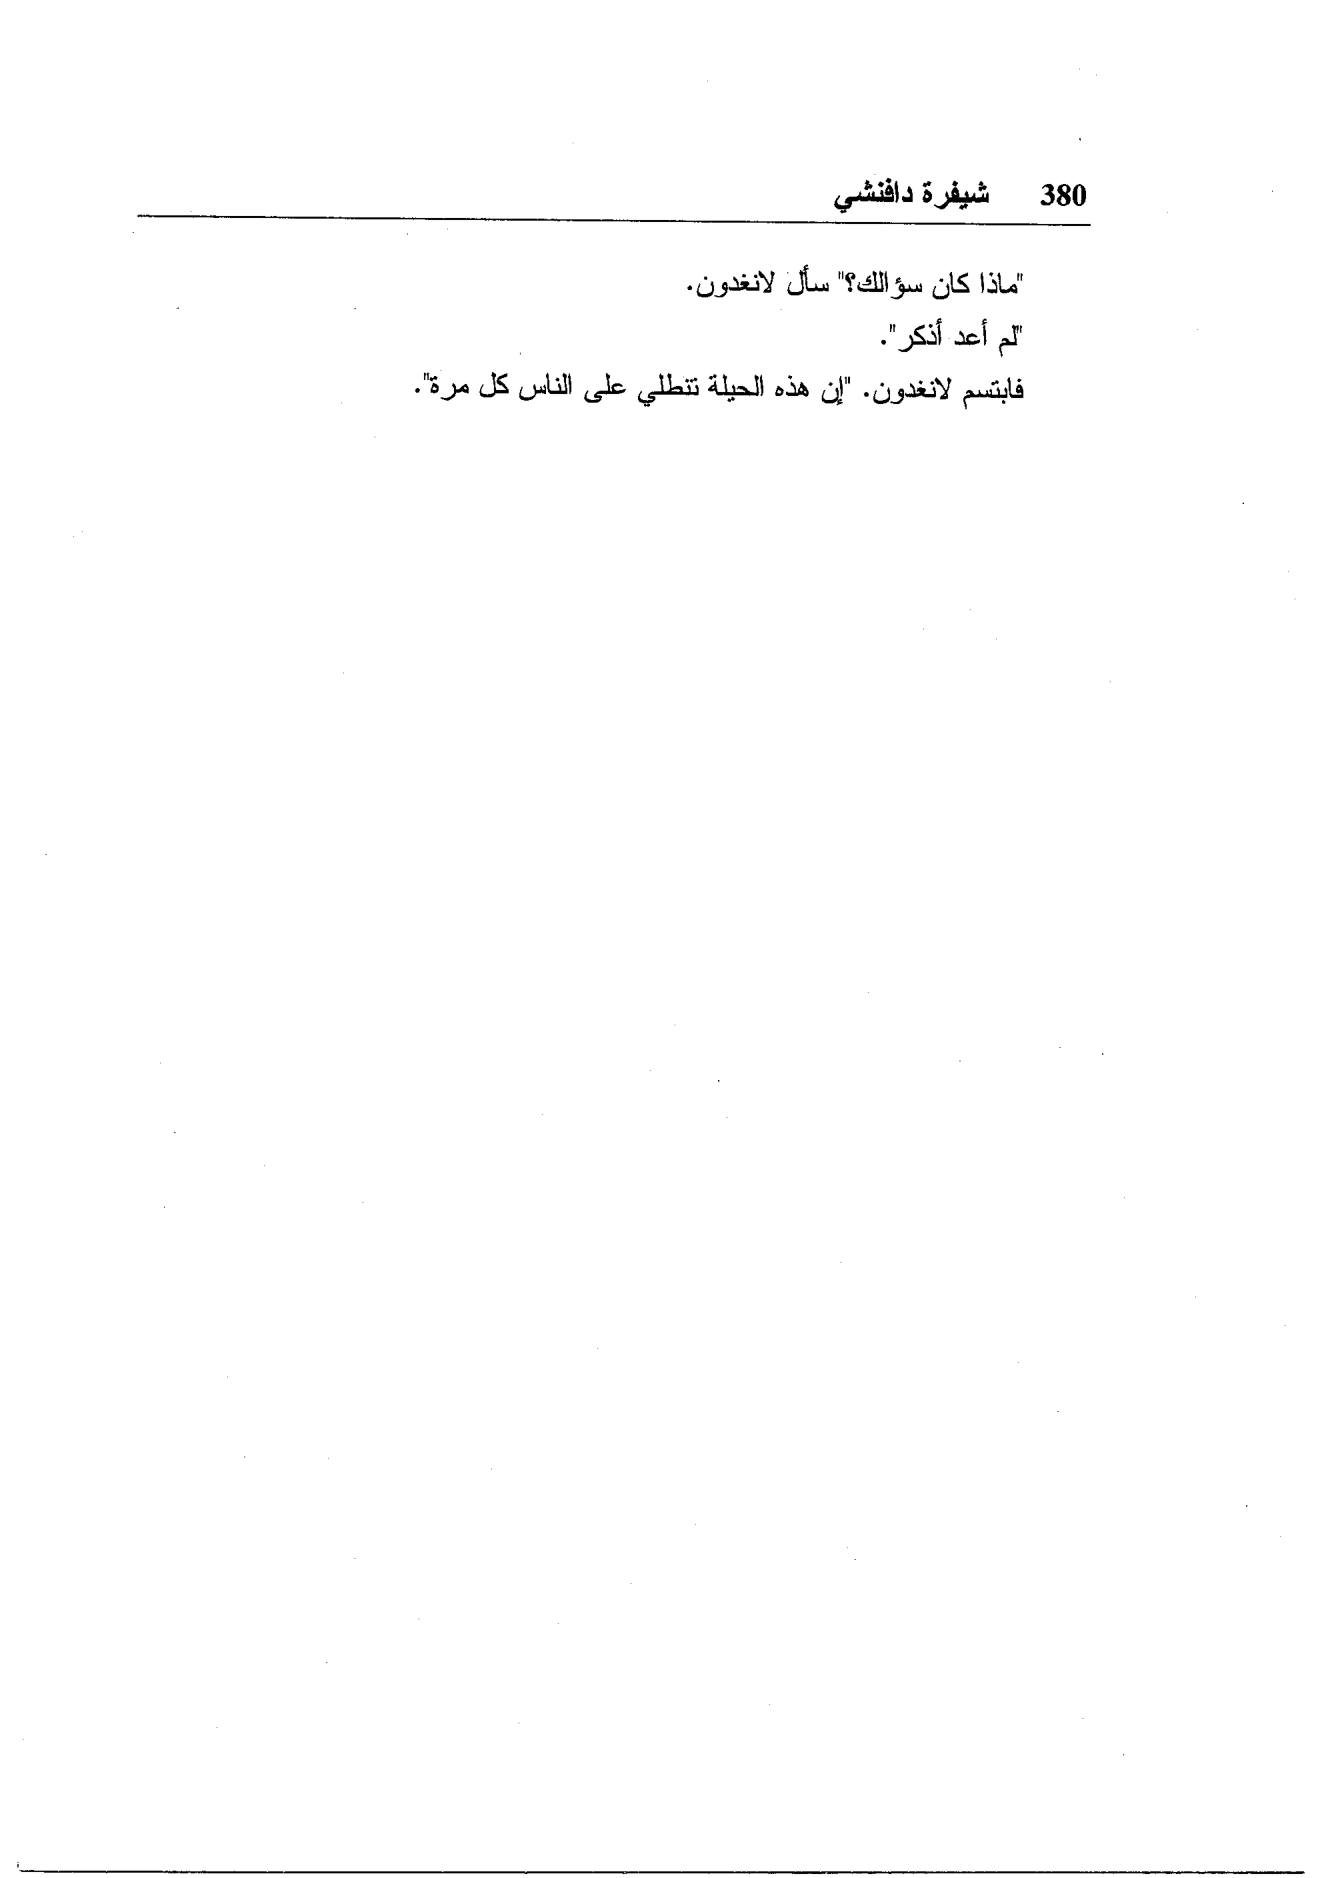 380 شيفرة دافنشي
"ماذا كان سؤالك؟" سأل لانغدون.
"لم أعد أذكر".
فابتسم لانغدون. "إن هذه الحيلة تنطلي على الناس كل مرة".